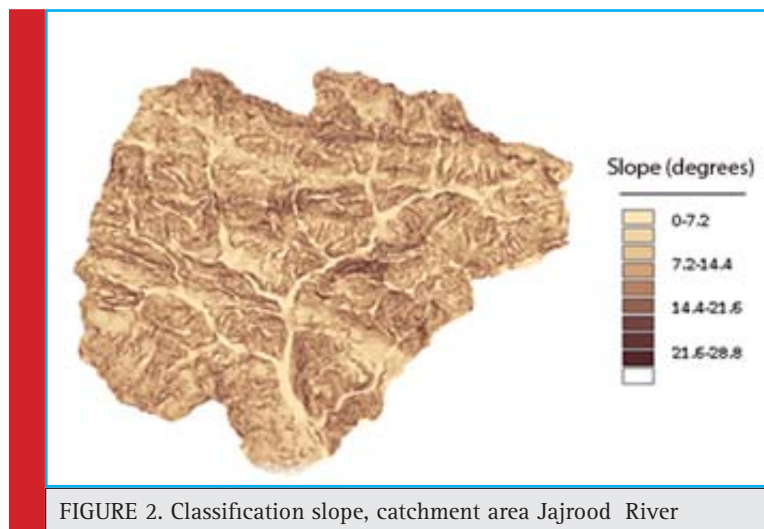 Slope (degrees)
0-7.2
7.2-14.4
14.4-21.6
21.6-28.8
FIGURE 2. Classification slope, catchment area Jajrood River